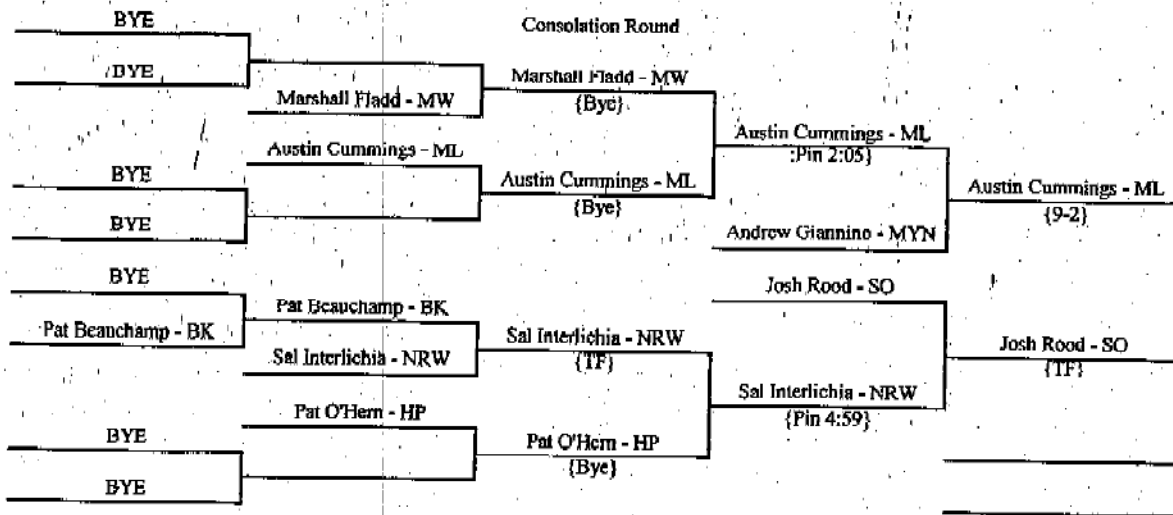 Consolation Round
BYE
BYE
Marshall Fladd - MW
Marshall Fladd - MW
{Bye}
Austin Cummings - ML
BYE
BYE
Austin Cummings - ML
{Bye}
Austin Cummings - ML
:Pin 2:05}
Andrew Giannino - MYN
Austin Cummings - ML
{9-2}
BYE
Pat Beauchamp - BK
Pat Beauchamp - BK
Sal Interlichia - NRW
Sal Interlichia - NRW
{TF}
Pat O'Hern - HP
BYE
BYE
Pat O'Hern - HP
{Bye}
Josh Rood - SO
Sal Interlichia - NRW
{Pin 4:59}
Josh Rood - SO
{TF}